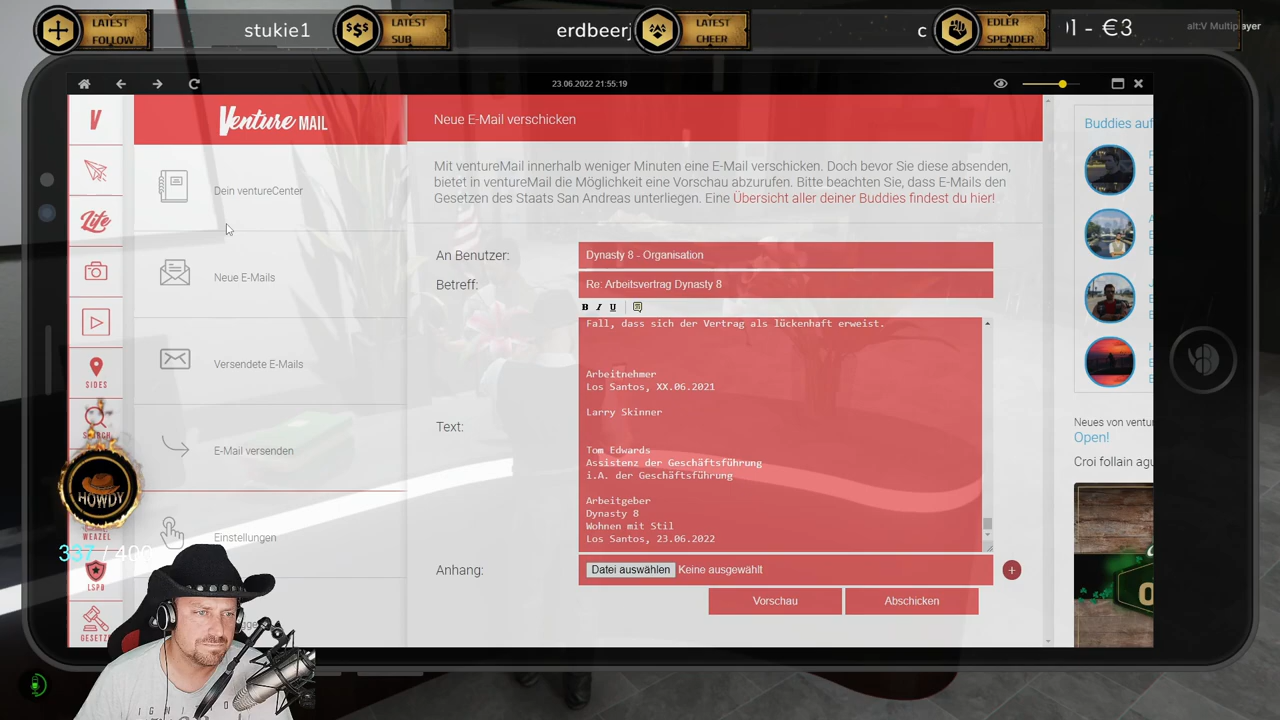 LATEST FOLLOW
stukie1
LATEST SUB
erdbeerj
LATEST CHEER
c
EDLER SPENDER
- €3
alt:V Multiplayer
23.06.2022 21:55:19
V
Venture MAIL
Neue E-Mail verschicken
Buddies auf
Mit ventureMail innerhalb weniger Minuten eine E-Mail verschicken. Doch bevor Sie diese absenden,
bietet in ventureMail die Möglichkeit eine Vorschau abzurufen. Bitte beachten Sie, dass E-Mails den
Gesetzen des Staats San Andreas unterliegen. Eine Übersicht aller deiner Buddies findest du hier!
Dein ventureCenter
Life
Neue E-Mails
Versendete E-Mails
SIDES
E-Mail versenden
HOWDY
WEAZEL
Einstellungen
337 / 400
LSPD
GESETZE
An Benutzer:
Dynasty 8 - Organisation
Betreff:
Re: Arbeitsvertrag Dynasty 8
B I U
Text:
Fall, dass sich der Vertrag als lückenhaft erweist.
Arbeitnehmer
Los Santos, XX.06.2021
Larry Skinner
Tom Edwards
Assistenz der Geschäftsführung
i.A. der Geschäftsführung
Arbeitgeber
Dynasty 8
Wohnen mit Stil
Los Santos, 23.06.2022
Anhang:
Datei auswählen Keine ausgewählt
+
Vorschau
Abschicken
Neues von ventu
Open!
Croi follain agu